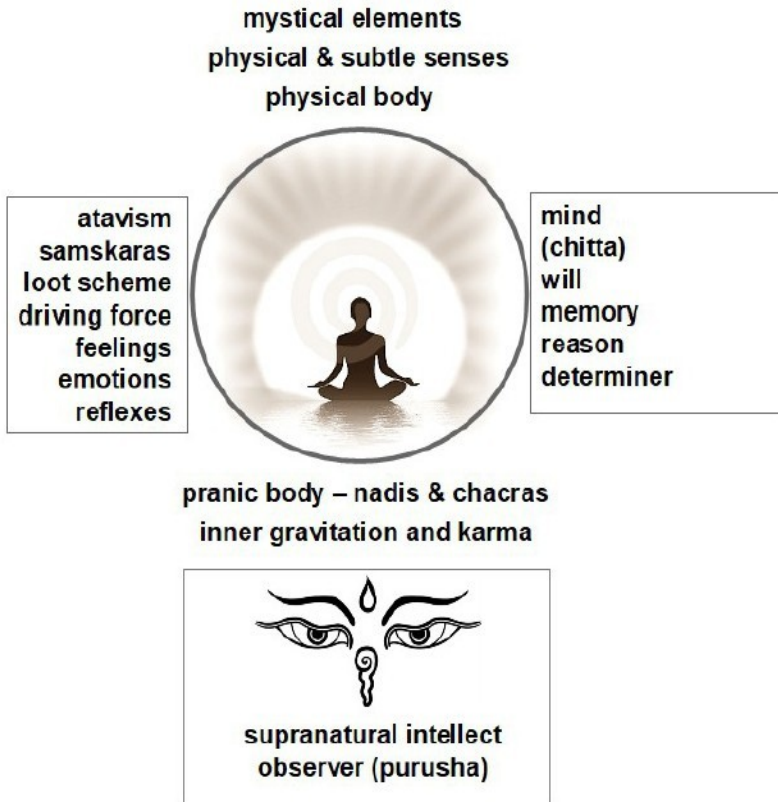 mystical elements
physical & subtle senses
physical body
atavism
samskaras
loot scheme
driving force
feelings
emotions
reflexes
mind
(chitta)
will
memory
reason
determiner
pranic body – nadis & chacras
inner gravitation and karma
supranatural intellect
observer (purusha)